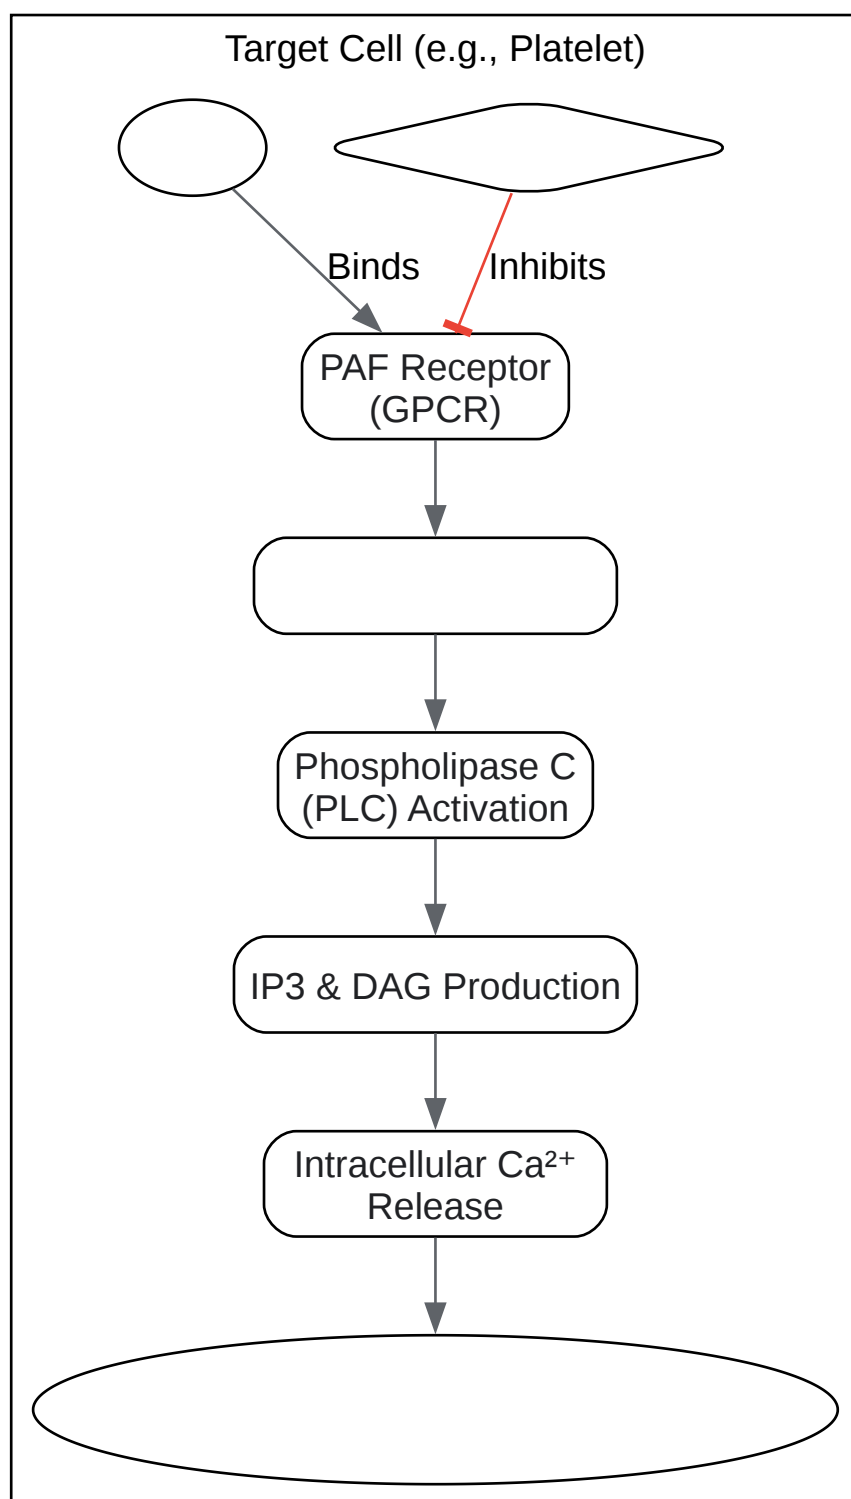 Target Cell (e.g., Platelet)
Binds
Inhibits
PAF Receptor
(GPCR)
Phospholipase C
(PLC) Activation
IP3 & DAG Production
Intracellular Ca²⁺
Release